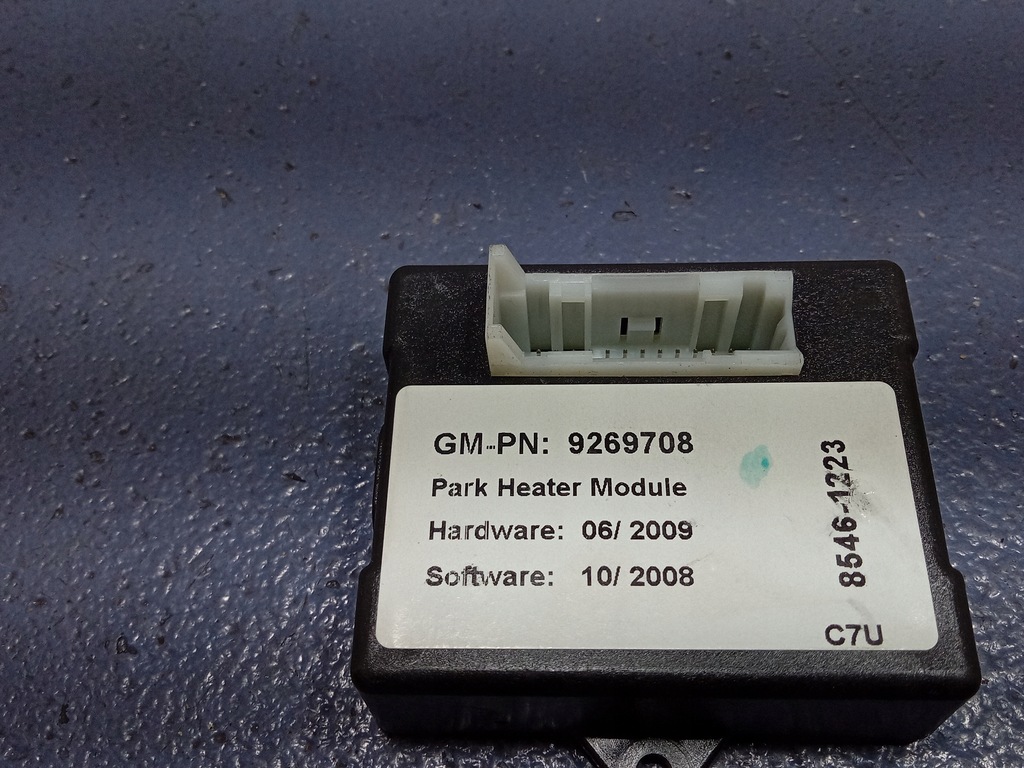 GM-PN: 9269708
Park Heater Module
Hardware: 06/ 2009
Software: 10/ 2008
8546-1223
C7U